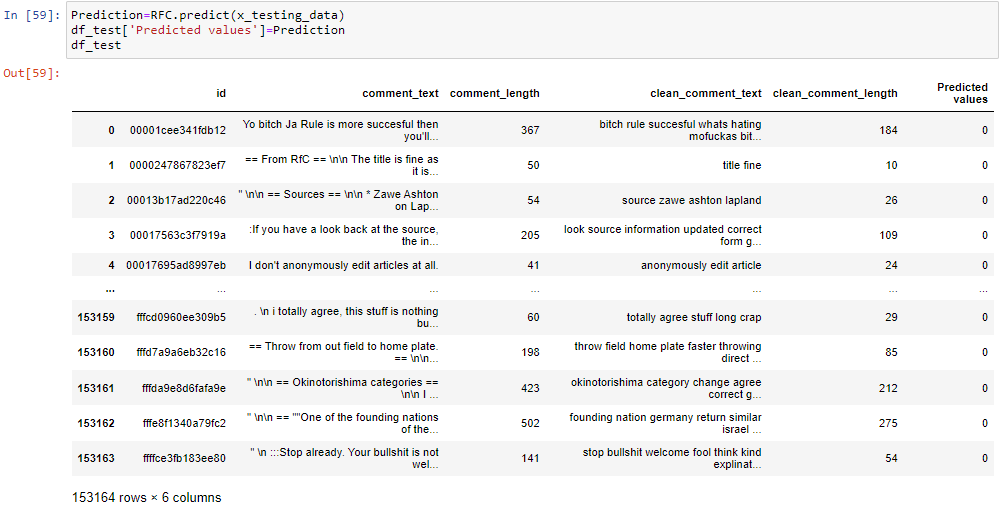 In [59]: Prediction=RFC.predict(x_testing_data)
df_test['Predicted values']=Prediction
df_test
Out[59]:
id comment_text comment_length clean_comment_text clean_comment_length Predicted
values
0 00001cee341fdb12 Yo bitch Ja Rule is more succesful then
you'll... 367 bitch rule succesful whats hating
mofuckas bit... 184 0
1 0000247867823ef7 == From RfC == \n\n The title is fine as
it is... 50 title fine 10 0
2 00013b17ad220c46 " \n\n == Sources == \n\n * Zawe Ashton
on Lap... 54 source zawe ashton lapland 26 0
3 00017563c3f7919a :If you have a look back at the source,
the in... 205 look source information updated correct
form g... 109 0
4 00017695ad8997eb I don't anonymously edit articles at all. 41 anonymously edit article 24 0
... ... ... ... ... ... ...
153159 fffcd0960ee309b5 . \n i totally agree, this stuff is nothing
bu... 60 totally agree stuff long crap 29 0
153160 fffd7a9a6eb32c16 == Throw from out field to home plate.
== \n\n... 198 throw field home plate faster throwing
direct ... 85 0
153161 fffda9e8d6fafa9e " \n\n == Okinotorishima categories ==
\n\n I ... 423 okinotorishima category change agree
correct g... 212 0
153162 fffe8f1340a79fc2 " \n\n == ""One of the founding nations
of the... 502 founding nation germany return similar
israel ... 275 0
153163 ffffce3fb183ee80 " \n :::Stop already. Your bullshit is not
wel... 141 stop bullshit welcome fool think kind
explinat... 54 0
153164 rows × 6 columns